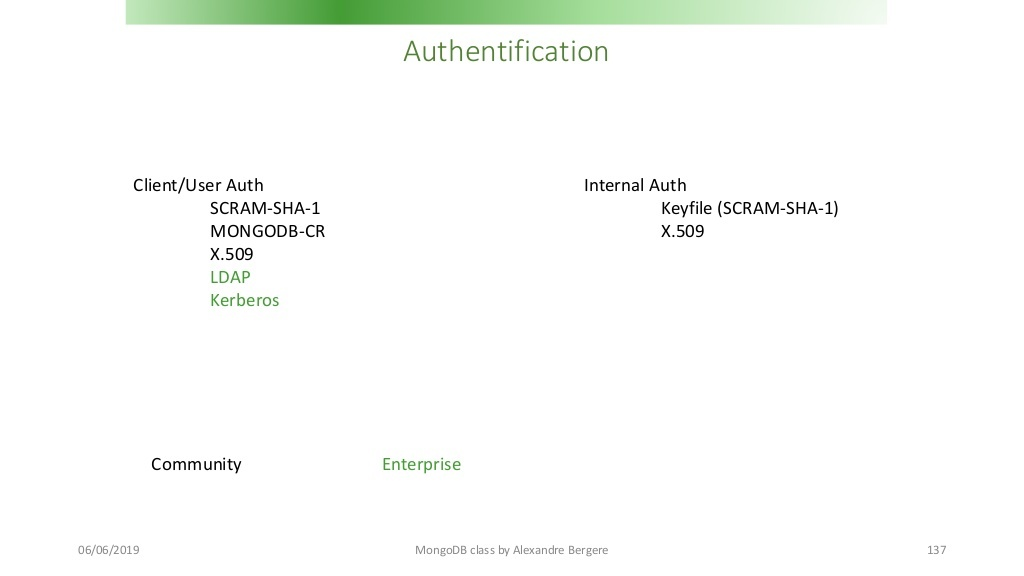 Authentification
Client/User Auth
SCRAM-SHA-1
MONGODB-CR
X.509
LDAP
Kerberos
Internal Auth
Keyfile (SCRAM-SHA-1)
X.509
Community
Enterprise
06/06/2019
MongoDB class by Alexandre Bergere
137